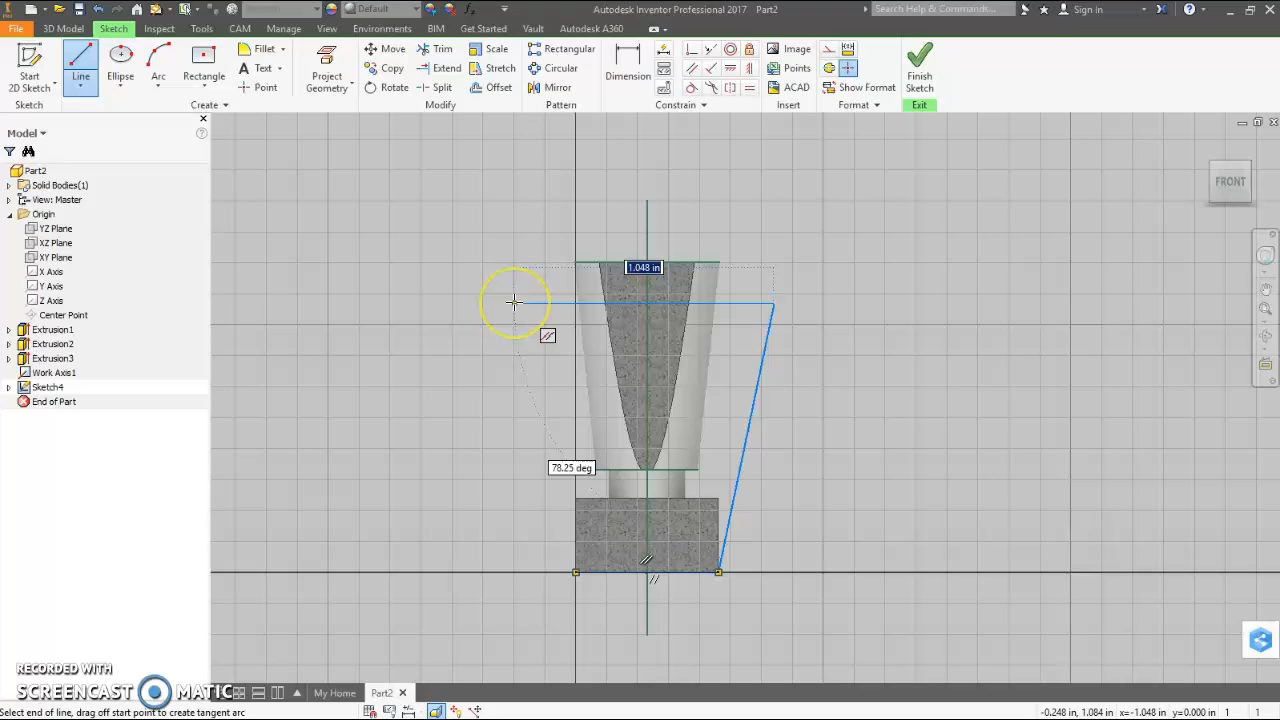 Default
Autodesk Inventor Professional 2017 Part2
Search Help & Commands...
Sign In
File 3D Model Sketch Inspect Tools CAM Manage View Environments BIM Get Started Vault Autodesk A360
Start
2D Sketch
Line
Ellipse
Arc
Rectangle
Fillet
Text
Point
Project
Geometry
Move
Copy
Rotate
Trim
Extend
Split
Scale
Stretch
Offset
Rectangular
Circular
Mirror
Dimension
Image
Points
ACAD
Show Format
Finish
Sketch
Sketch Create Modify Pattern Constrain Insert Format Exit
Model
Part2
Solid Bodies(1)
View: Master
Origin
YZ Plane
XZ Plane
XY Plane
X Axis
Y Axis
Z Axis
Center Point
Extrusion1
Extrusion2
Extrusion3
Work Axis1
Sketch4
End of Part
FRONT
1.048 in
78.25 deg
RECORDED WITH
SCREENCAST MATIC
My Home Part2
Select end of line, drag off start point to create tangent arc
-0.248 in, 1.084 in x=-1.048 in y=0.000 in 1 1